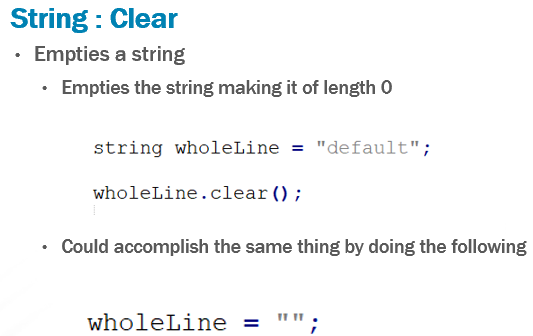 String : Clear
• Empties a string
• Empties the string making it of length 0
string wholeLine = "default";
wholeLine.clear();
• Could accomplish the same thing by doing the following
wholeLine = "";